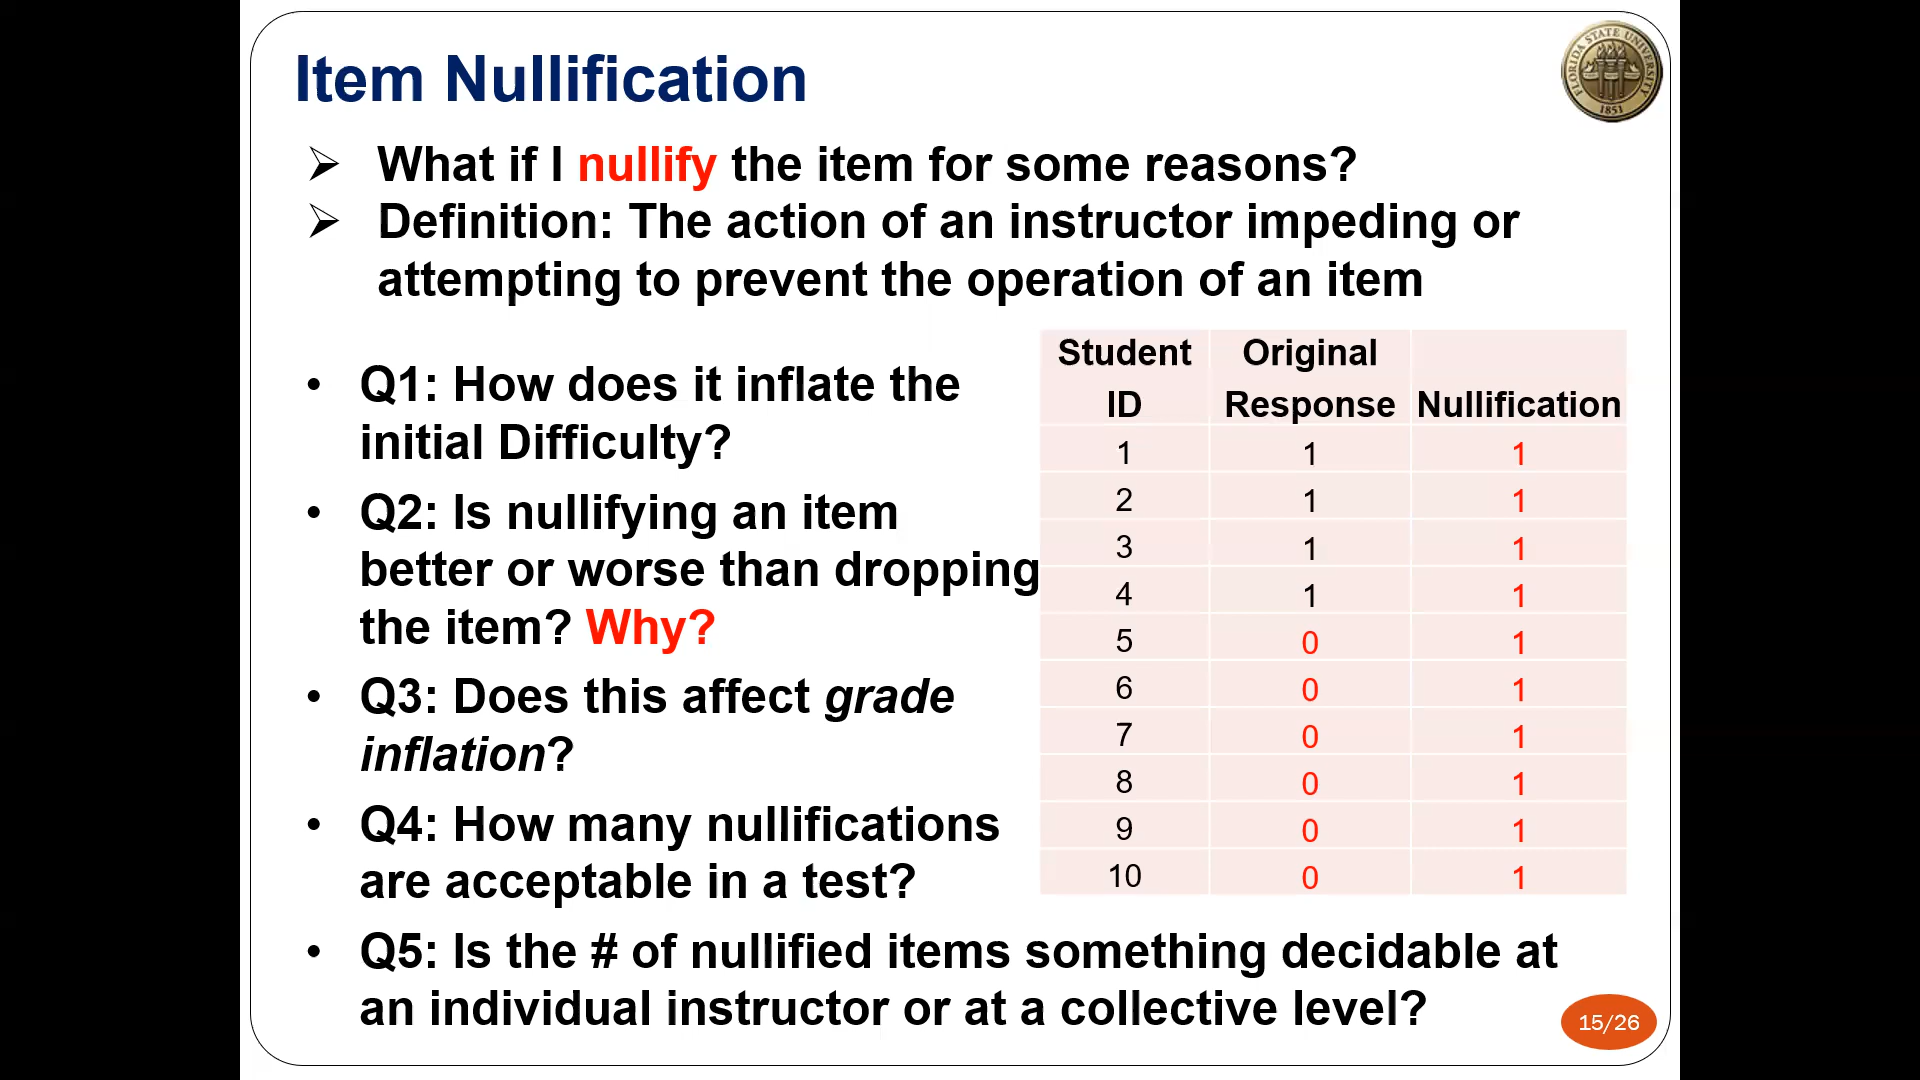 Item Nullification
FLORIDA STATE UNIVERSITY
1851
➢ What if I nullify the item for some reasons?
➢ Definition: The action of an instructor impeding or
attempting to prevent the operation of an item
• Q1: How does it inflate the
initial Difficulty?
• Q2: Is nullifying an item
better or worse than dropping
the item? Why?
• Q3: Does this affect grade
inflation?
• Q4: How many nullifications
are acceptable in a test?
Student Original
ID Response Nullification
1 1 1
2 1 1
3 1 1
4 1 1
5 0 1
6 0 1
7 0 1
8 0 1
9 0 1
10 0 1
• Q5: Is the # of nullified items something decidable at
an individual instructor or at a collective level?
15/26